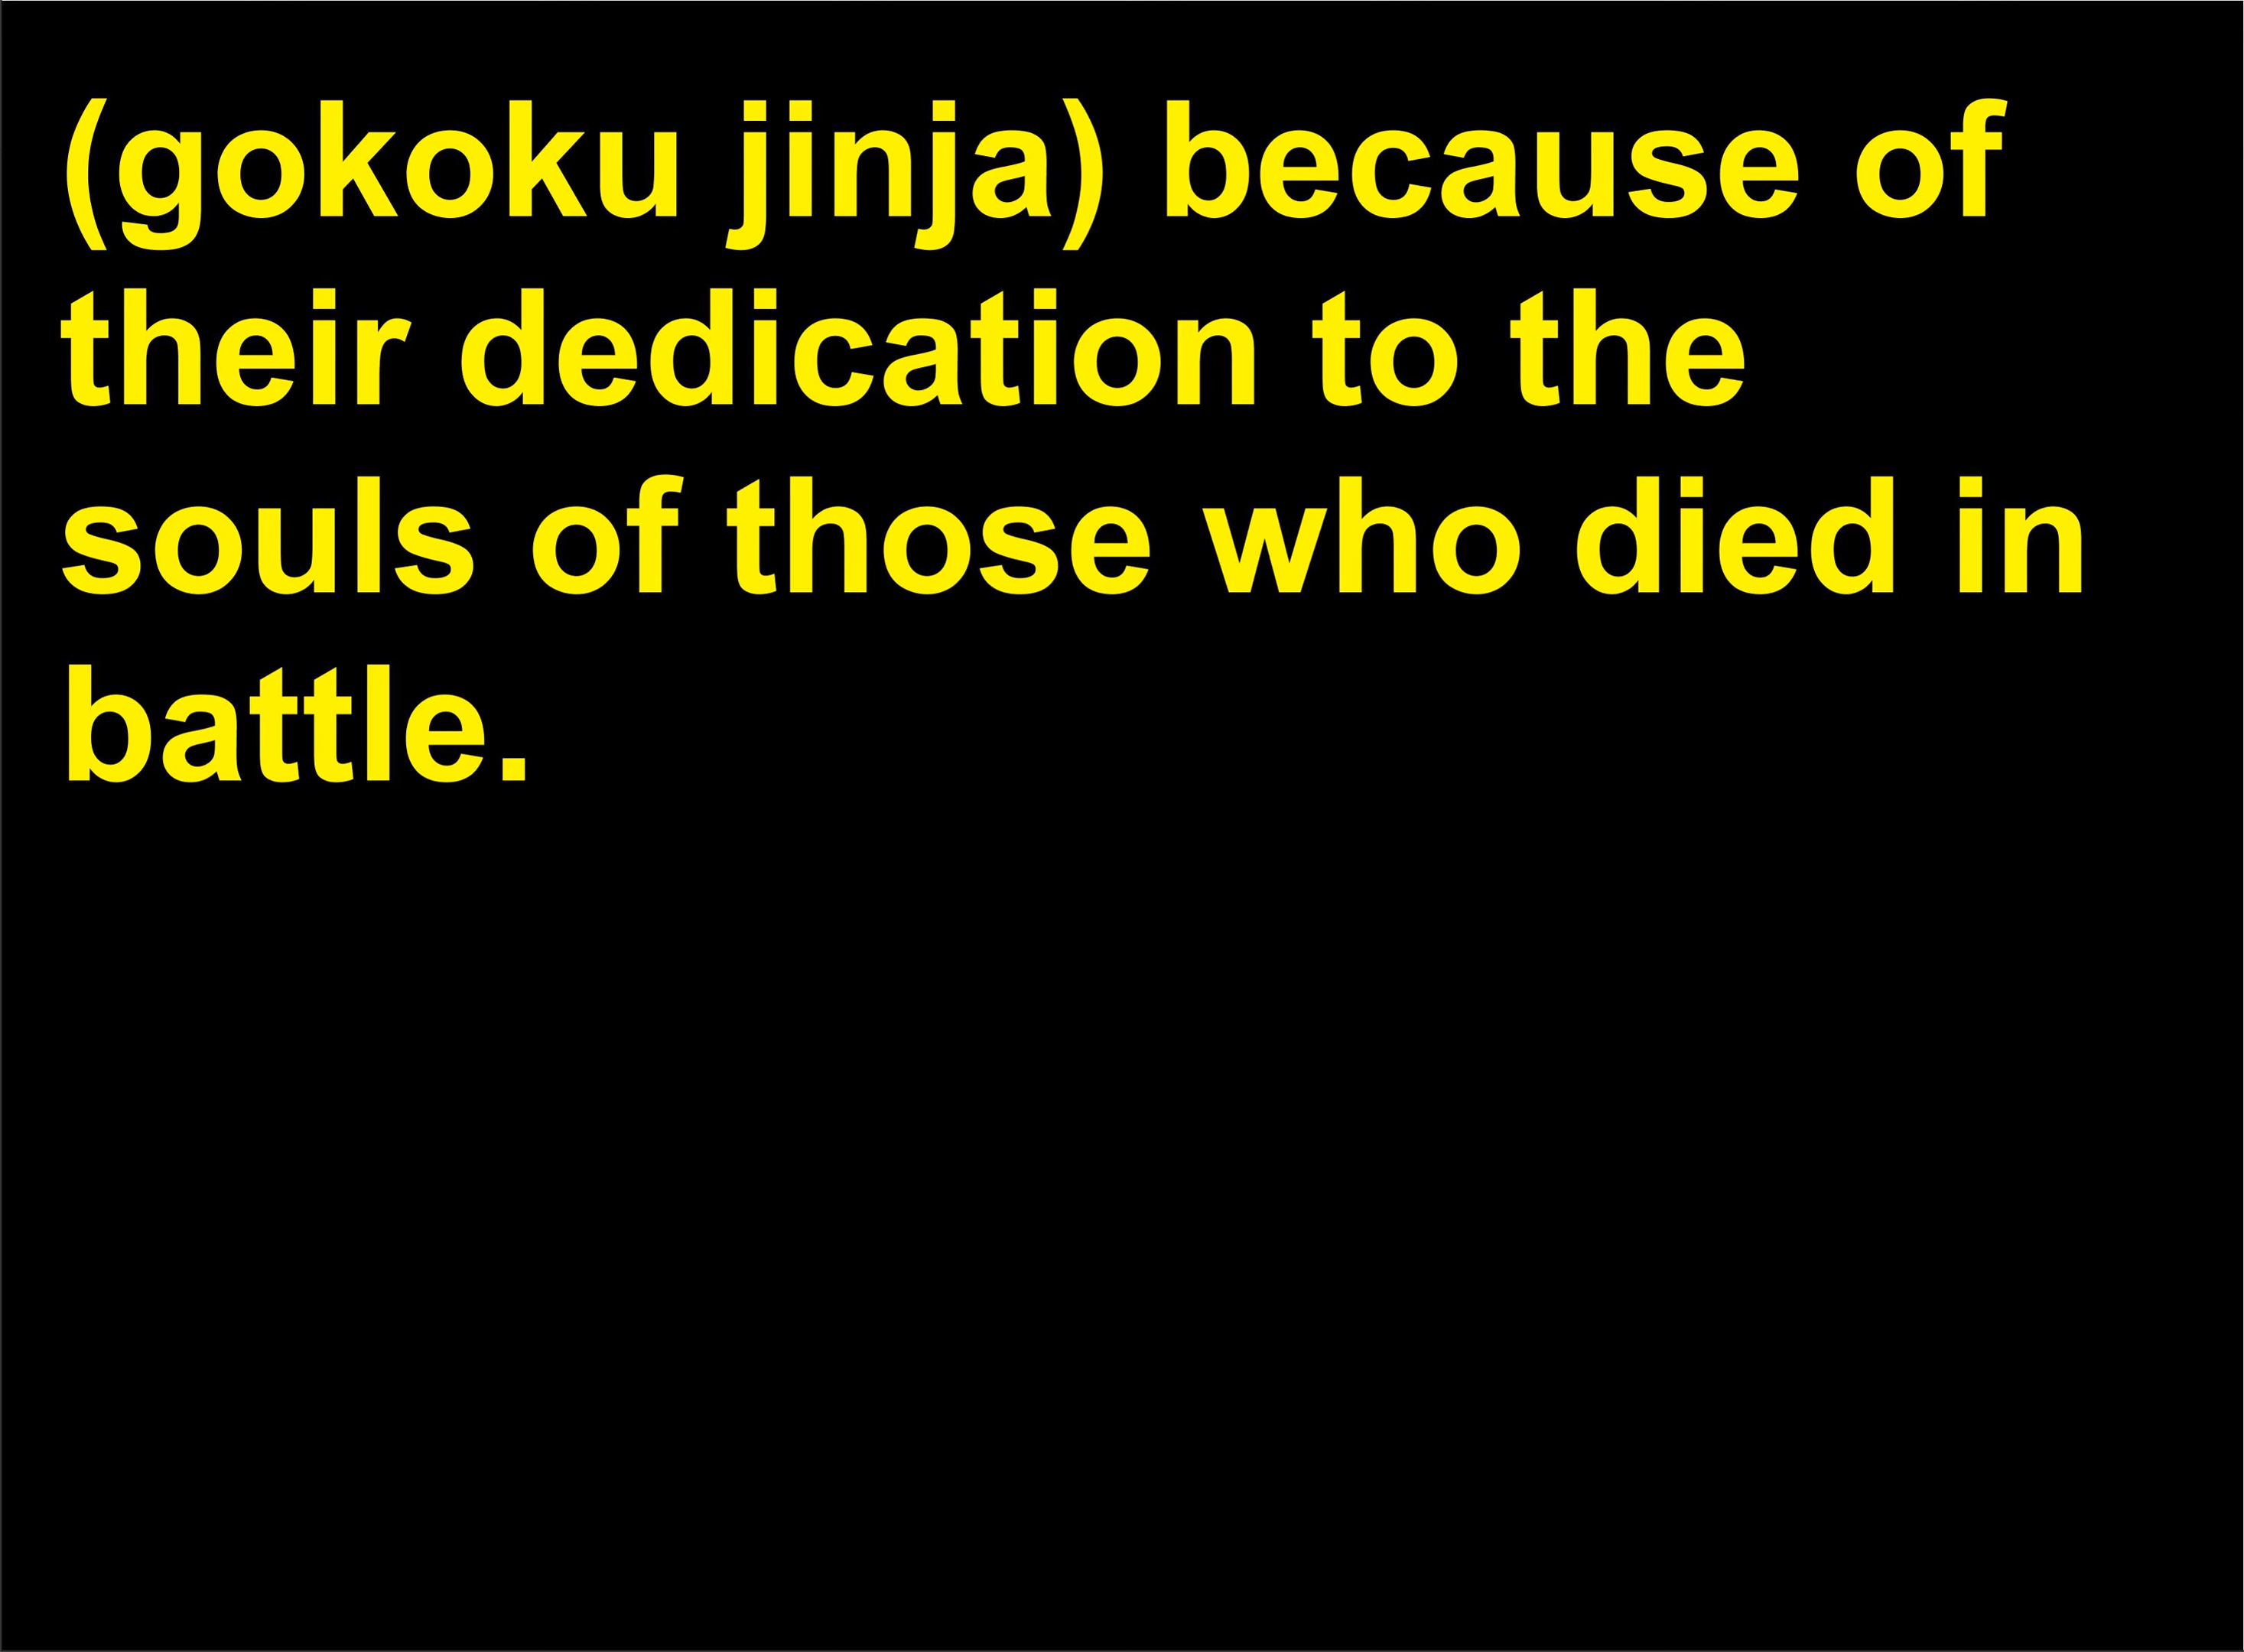 (gokoku jinja) because of
their dedication to the
souls of those who died in
battle.